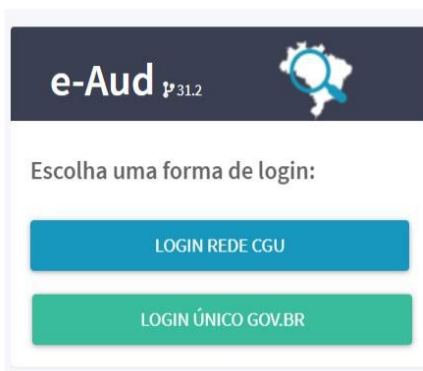 e-Aud 31.2
Escolha uma forma de login:
LOGIN REDE CGU
LOGIN ÚNICO GOV.BR